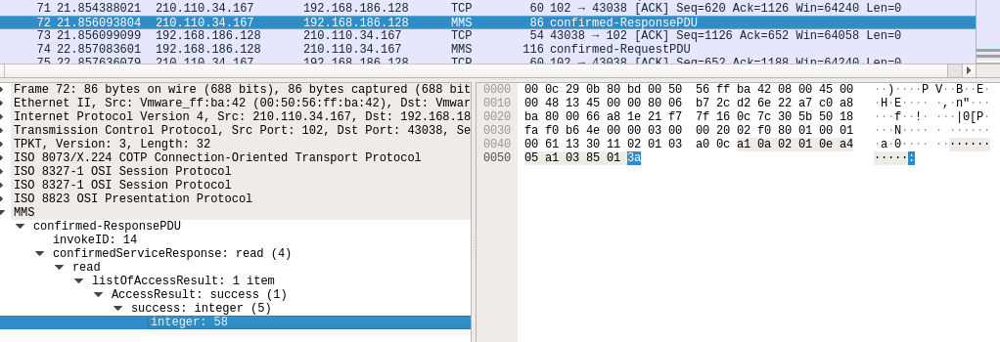 71 21.854388021 210.110.34.167 192.168.186.128 TCP 60 102 → 43038 [ACK] Seq=620 Ack=1126 Win=64240 Len=0
72 21.856093804 210.110.34.167 192.168.186.128 MMS 86 confirmed-ResponsePDU
73 21.856099099 192.168.186.128 210.110.34.167 TCP 54 43038 → 102 [ACK] Seq=1126 Ack=652 Win=64058 Len=0
74 22.857083601 192.168.186.128 210.110.34.167 MMS 116 confirmed-RequestPDU
75 22.857636079 210.110.34.167 192.168.186.128 TCP 60 102 → 43038 [ACK] Seq=652 Ack=1188 Win=64240 Len=0
Frame 72: 86 bytes on wire (688 bits), 86 bytes captured (688 bit
Ethernet II, Src: Vmware_ff:ba:42 (00:50:56:ff:ba:42), Dst: Vmwar
Internet Protocol Version 4, Src: 210.110.34.167, Dst: 192.168.18
Transmission Control Protocol, Src Port: 102, Dst Port: 43038, Se
TPKT, Version: 3, Length: 32
ISO 8073/X.224 COTP Connection-Oriented Transport Protocol
ISO 8327-1 OSI Session Protocol
ISO 8327-1 OSI Session Protocol
ISO 8823 OSI Presentation Protocol
MMS
confirmed-ResponsePDU
invokeID: 14
confirmedServiceResponse: read (4)
read
listOfAccessResult: 1 item
AccessResult: success (1)
success: integer (5)
integer: 58
0000 00 0c 29 0b 80 bd 00 50 56 ff ba 42 08 00 45 00 ··)····P V··B··E·
0010 00 48 13 45 00 00 80 06 b7 2c d2 6e 22 a7 c0 a8 ·H·E···· ·,·n"···
0020 ba 80 00 66 a8 1e 21 f7 7f 16 0c 7c 30 5b 50 18 ···f··!· ···|0[P·
0030 fa f0 b6 4e 00 00 03 00 00 20 02 f0 80 01 00 01 ···N···· · ······
0040 00 61 13 30 11 02 01 03 a0 0c a1 0a 02 01 0e a4 ·a·0···· ········
0050 05 a1 03 85 01 3a ·····: